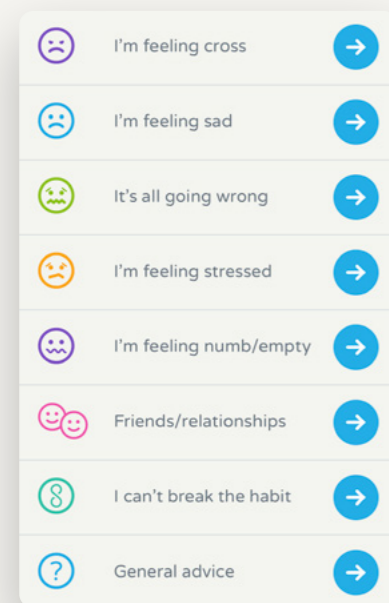 I'm feeling cross
I'm feeling sad
It's all going wrong
I'm feeling stressed
I'm feeling numb/empty
Friends/relationships
I can't break the habit
General advice